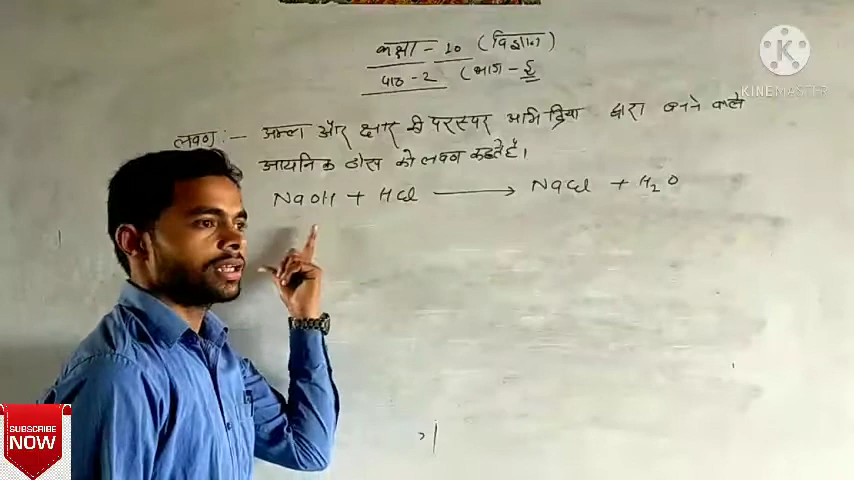 कक्षा - 10 (विज्ञान)
पाठ - 2 (भाग - ई
लवण :- अम्ल और क्षार की परस्पर अभिक्रिया द्वारा बनने वाले
आयनिक ठोस को लवण कहते हैं।
NaOH + HCl ⟶ NaCl + H₂O
KINEMASTER
SUBSCRIBE
NOW